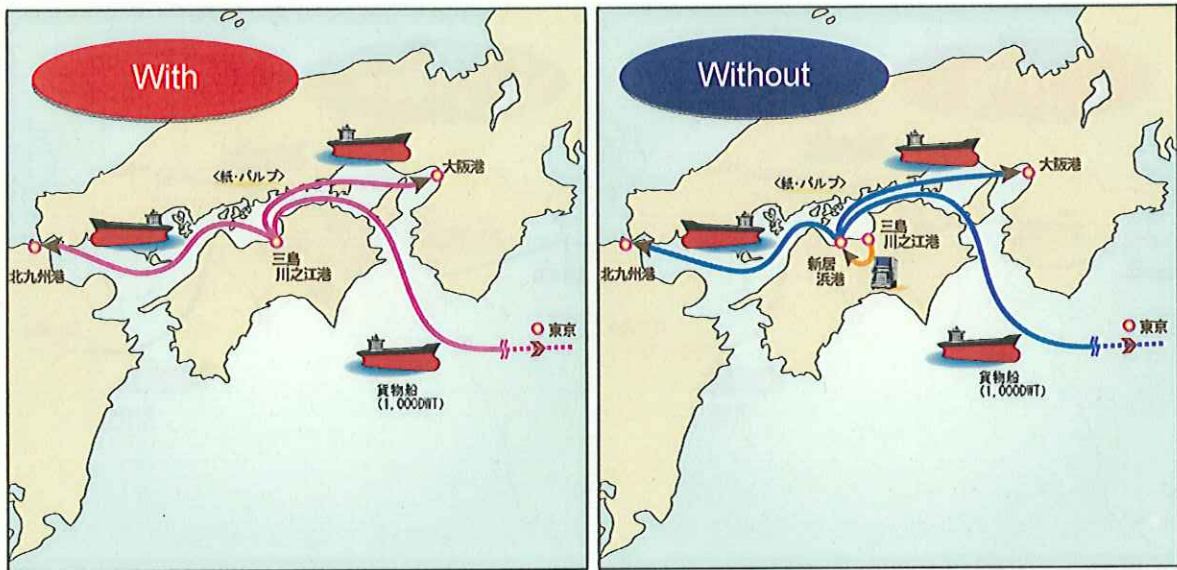 With
〈紙・パルプ〉
大阪港
北九州港
三島
川之江港
東京
貨物船
(1,000DWT)
Without
〈紙・パルプ〉
大阪港
北九州港
三島
川之江港
新居
浜港
東京
貨物船
(1,000DWT)